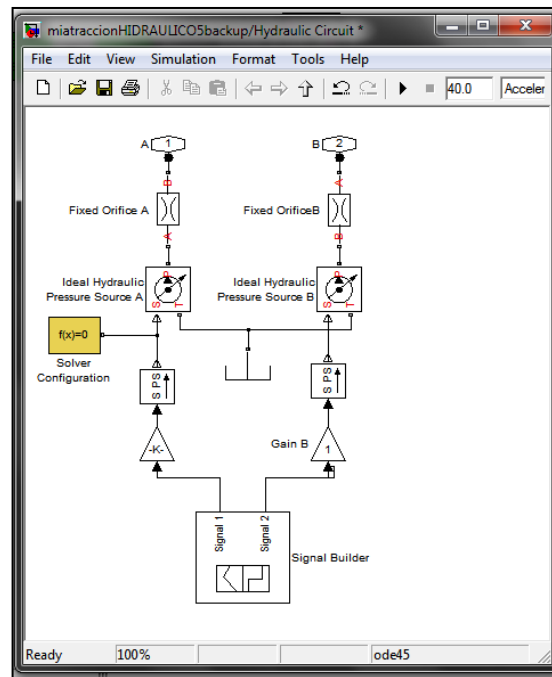 miatraccionHIDRAULICO5backup/Hydraulic Circuit *
File Edit View Simulation Format Tools Help
40.0 Acceler
A 1
B 2
B
A
Fixed Orifice A
Fixed OrificeB
A
B
Ideal Hydraulic
Pressure Source A
S P T
Ideal Hydraulic
Pressure Source B
S P T
f(x)=0
Solver
Configuration
S PS
S PS
-K-
Gain B
1
Signal 1
Signal 2
Signal Builder
Ready 100% ode45